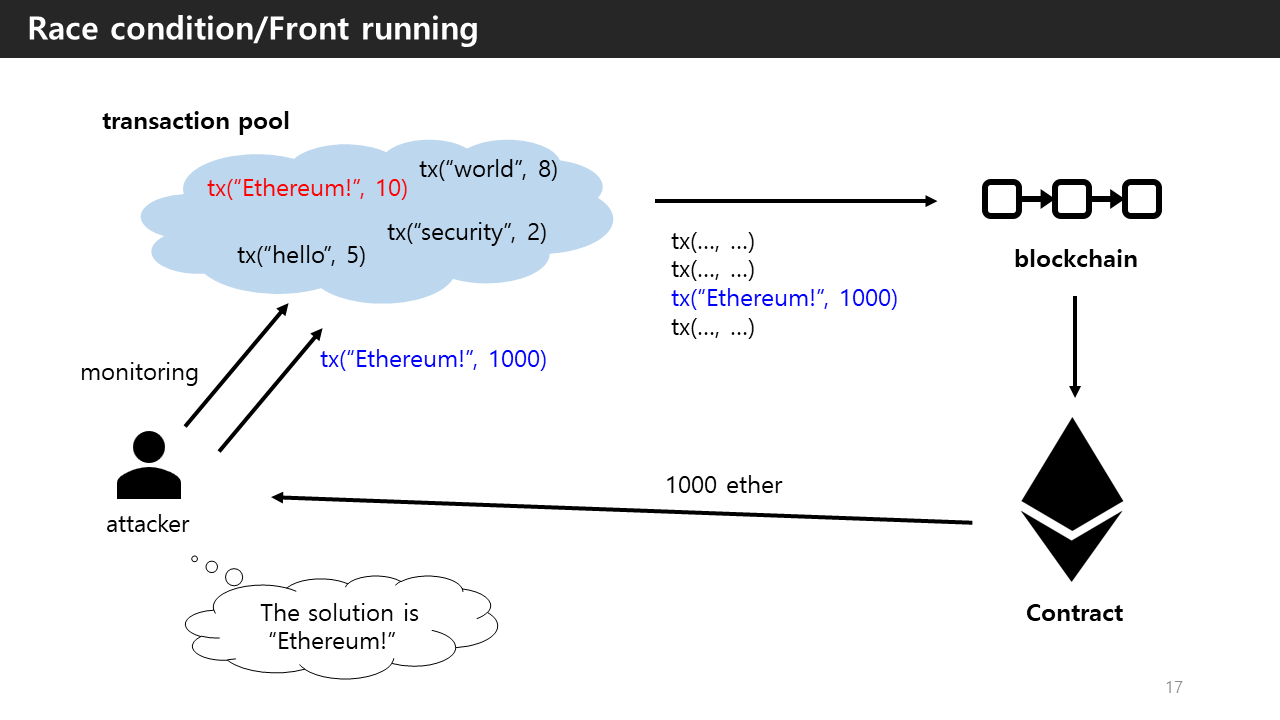 Race condition/Front running
transaction pool
tx(“world”, 8)
tx(“Ethereum!”, 10)
tx(“security”, 2)
tx(“hello”, 5)
tx(…, …)
tx(…, …)
tx(“Ethereum!”, 1000)
tx(…, …)
blockchain
monitoring
tx(“Ethereum!”, 1000)
attacker
1000 ether
The solution is
“Ethereum!”
Contract
17